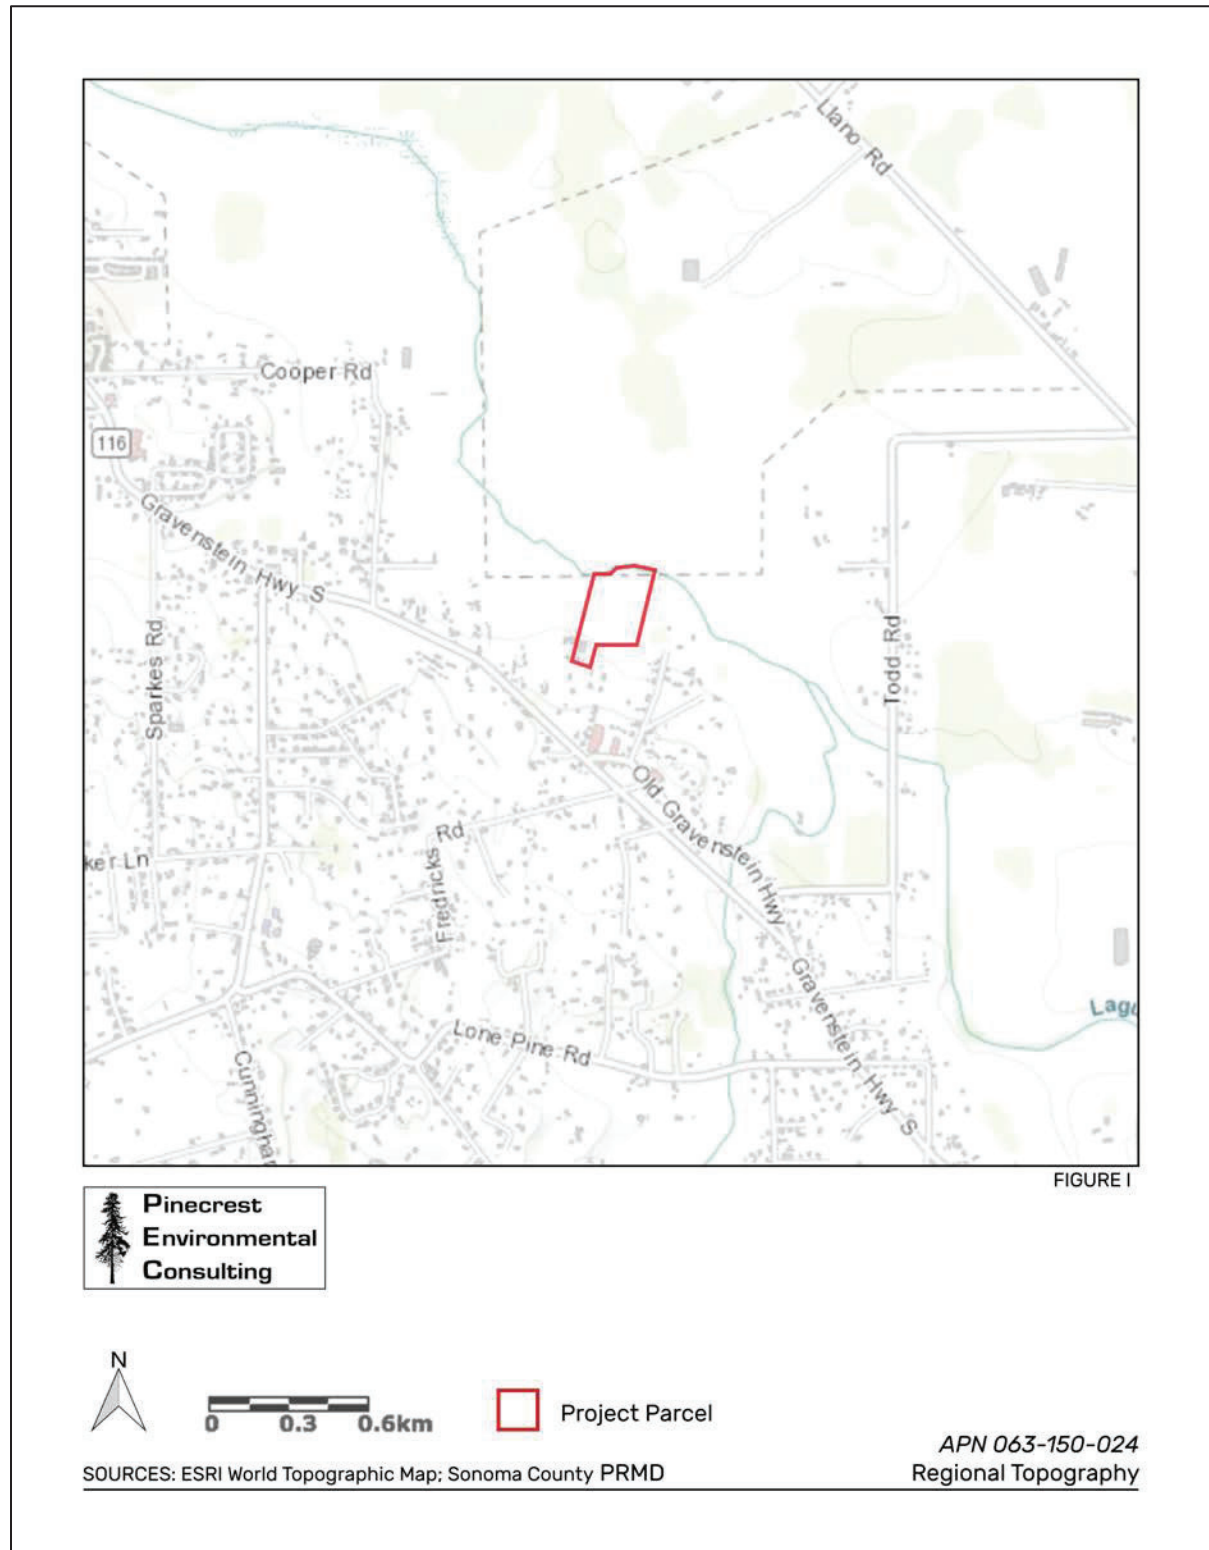 Llano Rd
Cooper Rd
116
Gravenstein Hwy S
Sparkes Rd
Todd Rd
Old Gravenstein Hwy
ker Ln
Fredricks Rd
Gravenstein Hwy S
Lago
Lone Pine Rd
Cunninghar
FIGURE I
Pinecrest
Environmental
Consulting
N
0 0.3 0.6km
Project Parcel
APN 063-150-024
SOURCES: ESRI World Topographic Map; Sonoma County PRMD
Regional Topography